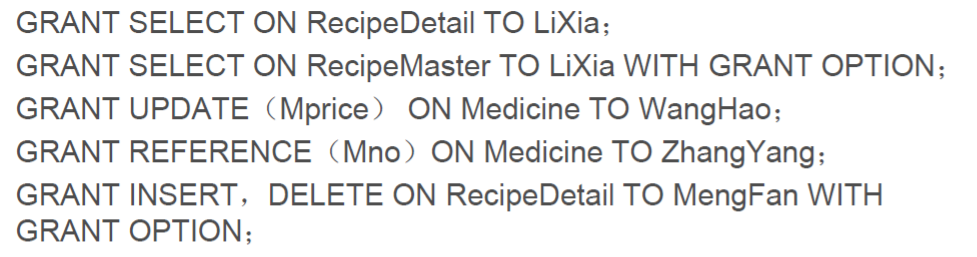 GRANT SELECT ON RecipeDetail TO LiXia；
GRANT SELECT ON RecipeMaster TO LiXia WITH GRANT OPTION；
GRANT UPDATE（Mprice） ON Medicine TO WangHao；
GRANT REFERENCE（Mno）ON Medicine TO ZhangYang；
GRANT INSERT，DELETE ON RecipeDetail TO MengFan WITH
GRANT OPTION；